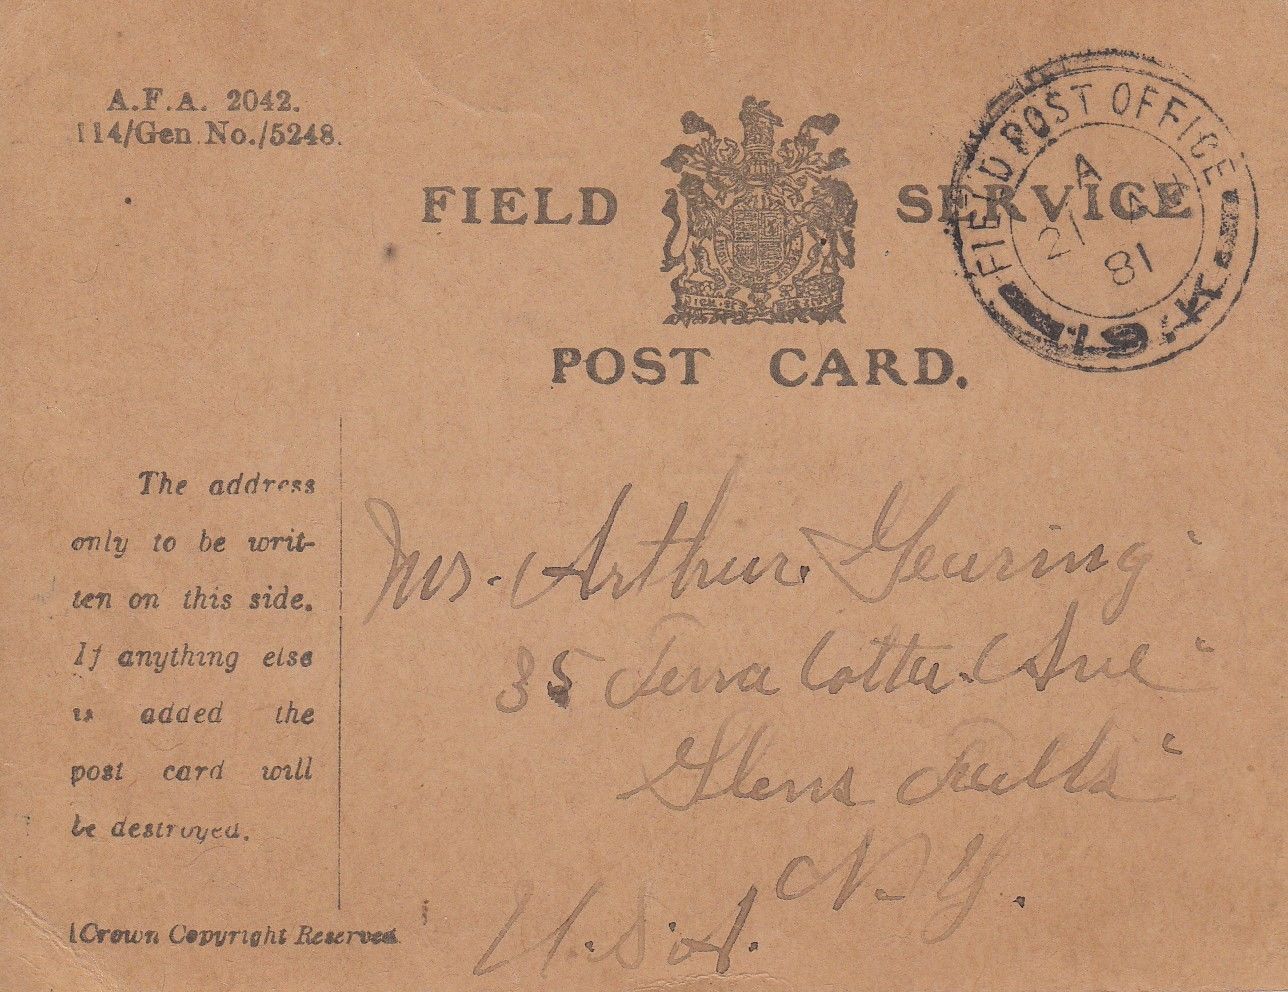 A.F.A. 2042.
114/Gen.No./5248.
FIELD SERVICE
POST CARD.
FIELD POST OFFICE
A
21
81
19.K
The address
only to be writ-
ten on this side.
If anything else
is added the
post card will
be destroyed.
[Crown Copyright Reserved.
Mrs. Arthur Gearing
35 Terra Cotta Ave
Glens Falls
N.Y.
U.S.A.